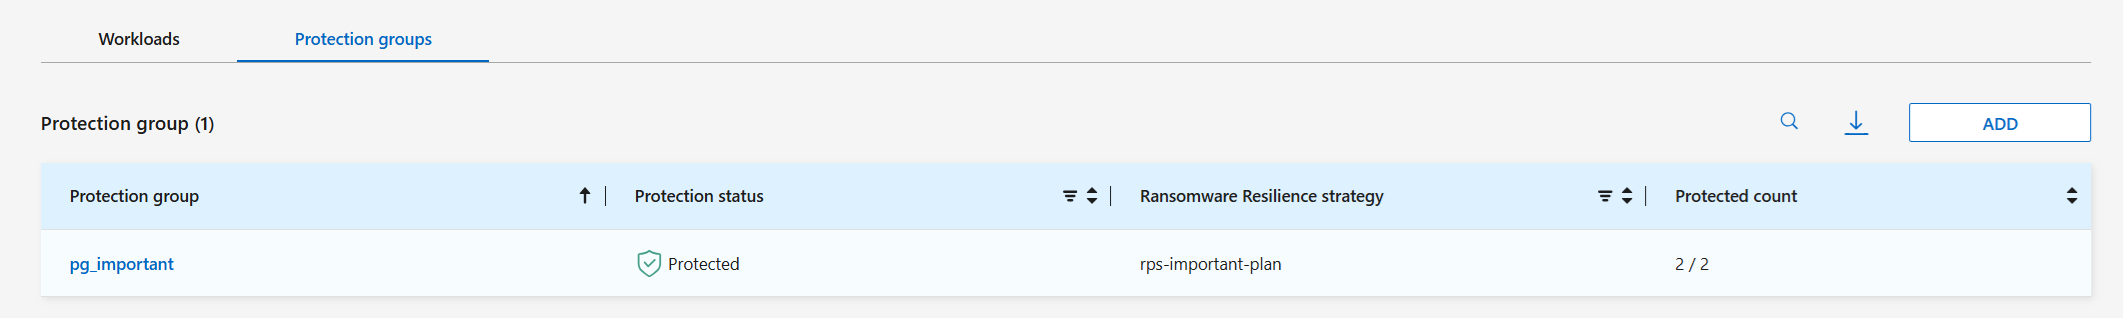 Workloads Protection groups
Protection group (1) ADD
Protection group Protection status Ransomware Resilience strategy Protected count
pg_important Protected rps-important-plan 2 / 2